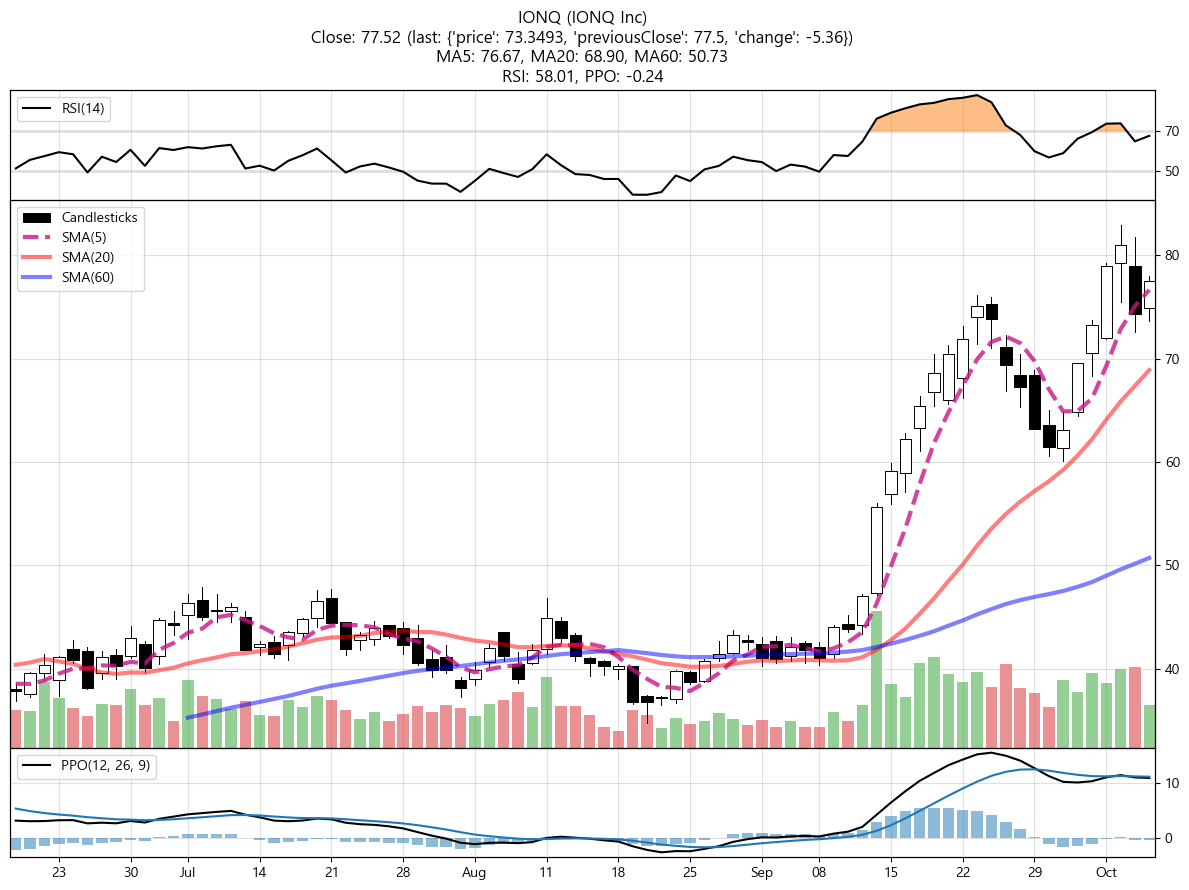 IONQ (IONQ Inc)
Close: 77.52 (last: {'price': 73.3493, 'previousClose': 77.5, 'change': -5.36})
MA5: 76.67, MA20: 68.90, MA60: 50.73
RSI: 58.01, PPO: -0.24
RSI(14)
70
50
Candlesticks
SMA(5)
SMA(20)
SMA(60)
80
70
60
50
40
PPO(12, 26, 9)
10
0
23 30 Jul 14 21 28 Aug 11 18 25 Sep 08 15 22 29 Oct